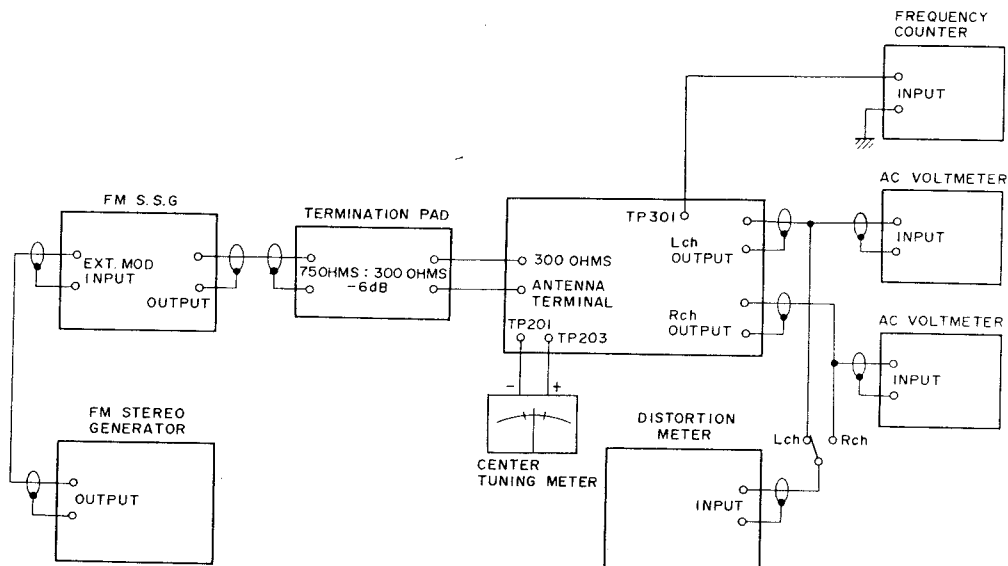 FREQUENCY
COUNTER
INPUT
AC VOLTMETER
INPUT
FM S.S.G
EXT. MOD
INPUT
OUTPUT
TERMINATION PAD
75OHMS : 300 OHMS
-6dB
TP301
Lch
OUTPUT
300 OHMS
ANTENNA
TERMINAL
Rch
OUTPUT
TP201
TP203
- +
CENTER
TUNING METER
AC VOLTMETER
INPUT
FM STEREO
GENERATOR
OUTPUT
DISTORTION
METER
Lch Rch
INPUT